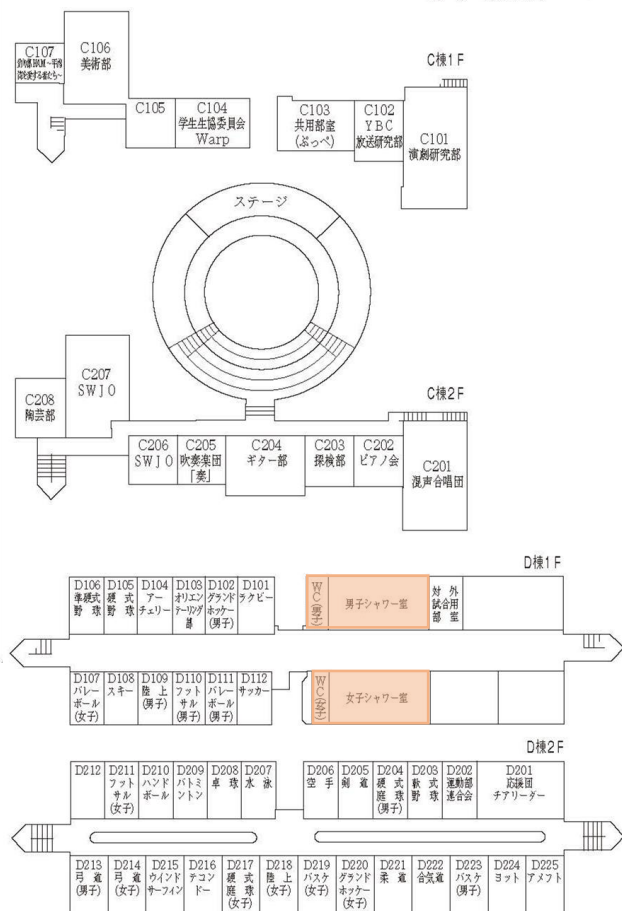 C107
C106
美術部
C105
C104
学生生協委員会
Warp
C棟1F
C103
共用部室
(ぶっぺ)
C102
YBC
放送研究部
C101
演劇研究部
ステージ
C208
陶芸部
C207
SWJO
C棟2F
C206
SWJO
C205
吹奏楽団
「奏」
C204
ギター部
C203
探検部
C202
ピアノ会
C201
混声合唱団
D棟1F
D106
準硬式
野球
D105
硬式
野球
D104
アー
チェリー
D103
オリエン
テーリング
部
D102
グランド
ホッケー
(男子)
D101
ラグビー
WC(男子)
男子シャワー室
対外
試合用
部室
D107
バレー
ボール
(女子)
D108
スキー
D109
陸上
(男子)
D110
フット
サル
(男子)
D111
バレー
ボール
(男子)
D112
サッカー
WC(女子)
女子シャワー室
D棟2F
D212
D211
フット
サル
(女子)
D210
ハンド
ボール
D209
バトミ
ントン
D208
卓球
D207
水泳
D206
空手
D205
剣道
D204
硬式
庭球
(男子)
D203
軟式
野球
D202
運動部
連合会
D201
応援団
チアリーダー
D213
弓道
(男子)
D214
弓道
(女子)
D215
ウインド
サーフィン
D216
テコン
ドー
D217
硬式
庭球
(女子)
D218
陸上
(女子)
D219
バスケ
(女子)
D220
グランド
ホッケー
(女子)
D221
柔道
D222
合気道
D223
バスケ
(男子)
D224
ヨット
D225
アメフト